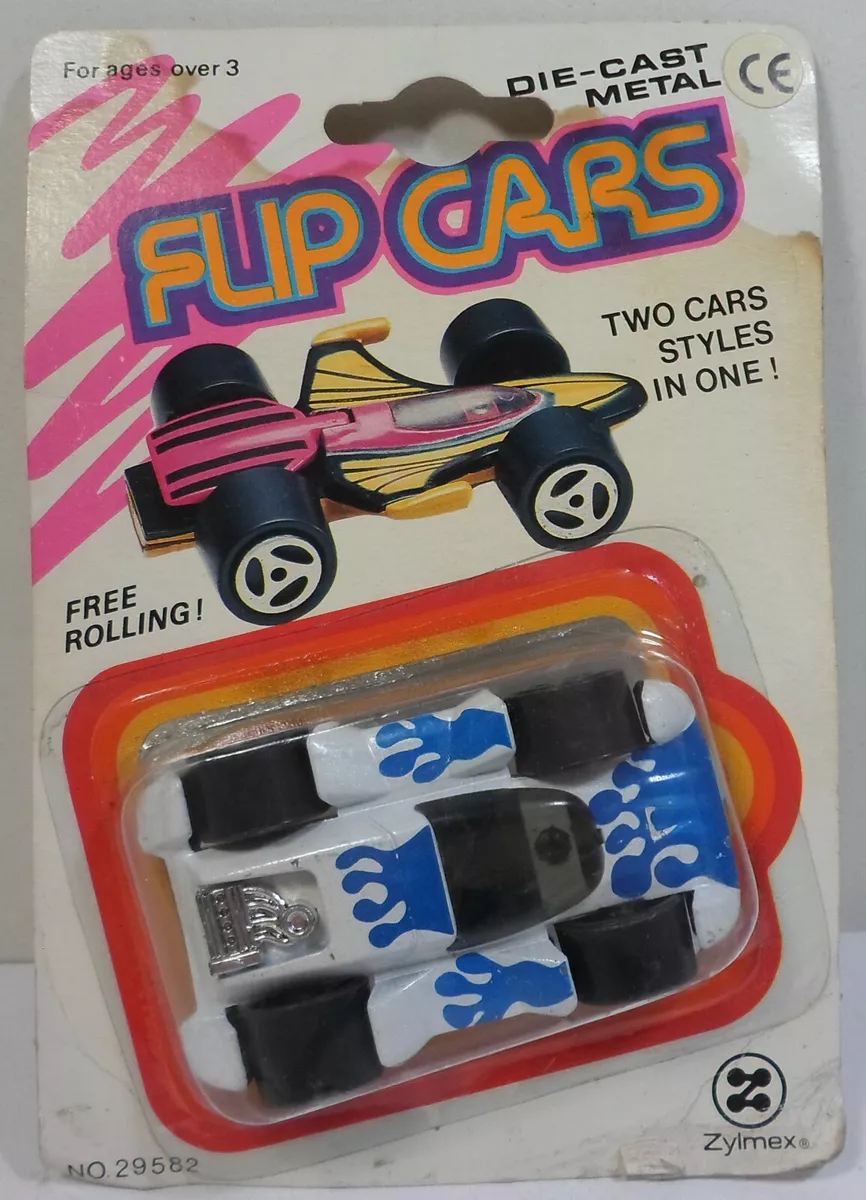 For ages over 3
DIE-CAST
METAL
CE
FLIP CARS
TWO CARS
STYLES
IN ONE!
FREE
ROLLING!
Zylmex®
NO. 29582